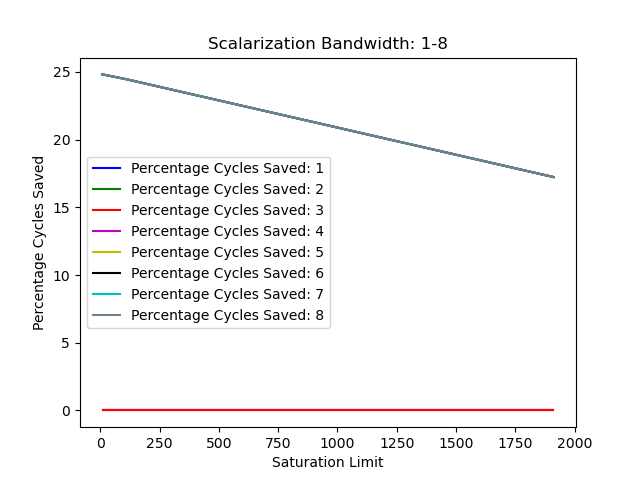 Scalarization Bandwidth: 1-8
Percentage Cycles Saved
25
20
15
10
5
0
Percentage Cycles Saved: 1
Percentage Cycles Saved: 2
Percentage Cycles Saved: 3
Percentage Cycles Saved: 4
Percentage Cycles Saved: 5
Percentage Cycles Saved: 6
Percentage Cycles Saved: 7
Percentage Cycles Saved: 8
0 250 500 750 1000 1250 1500 1750 2000
Saturation Limit